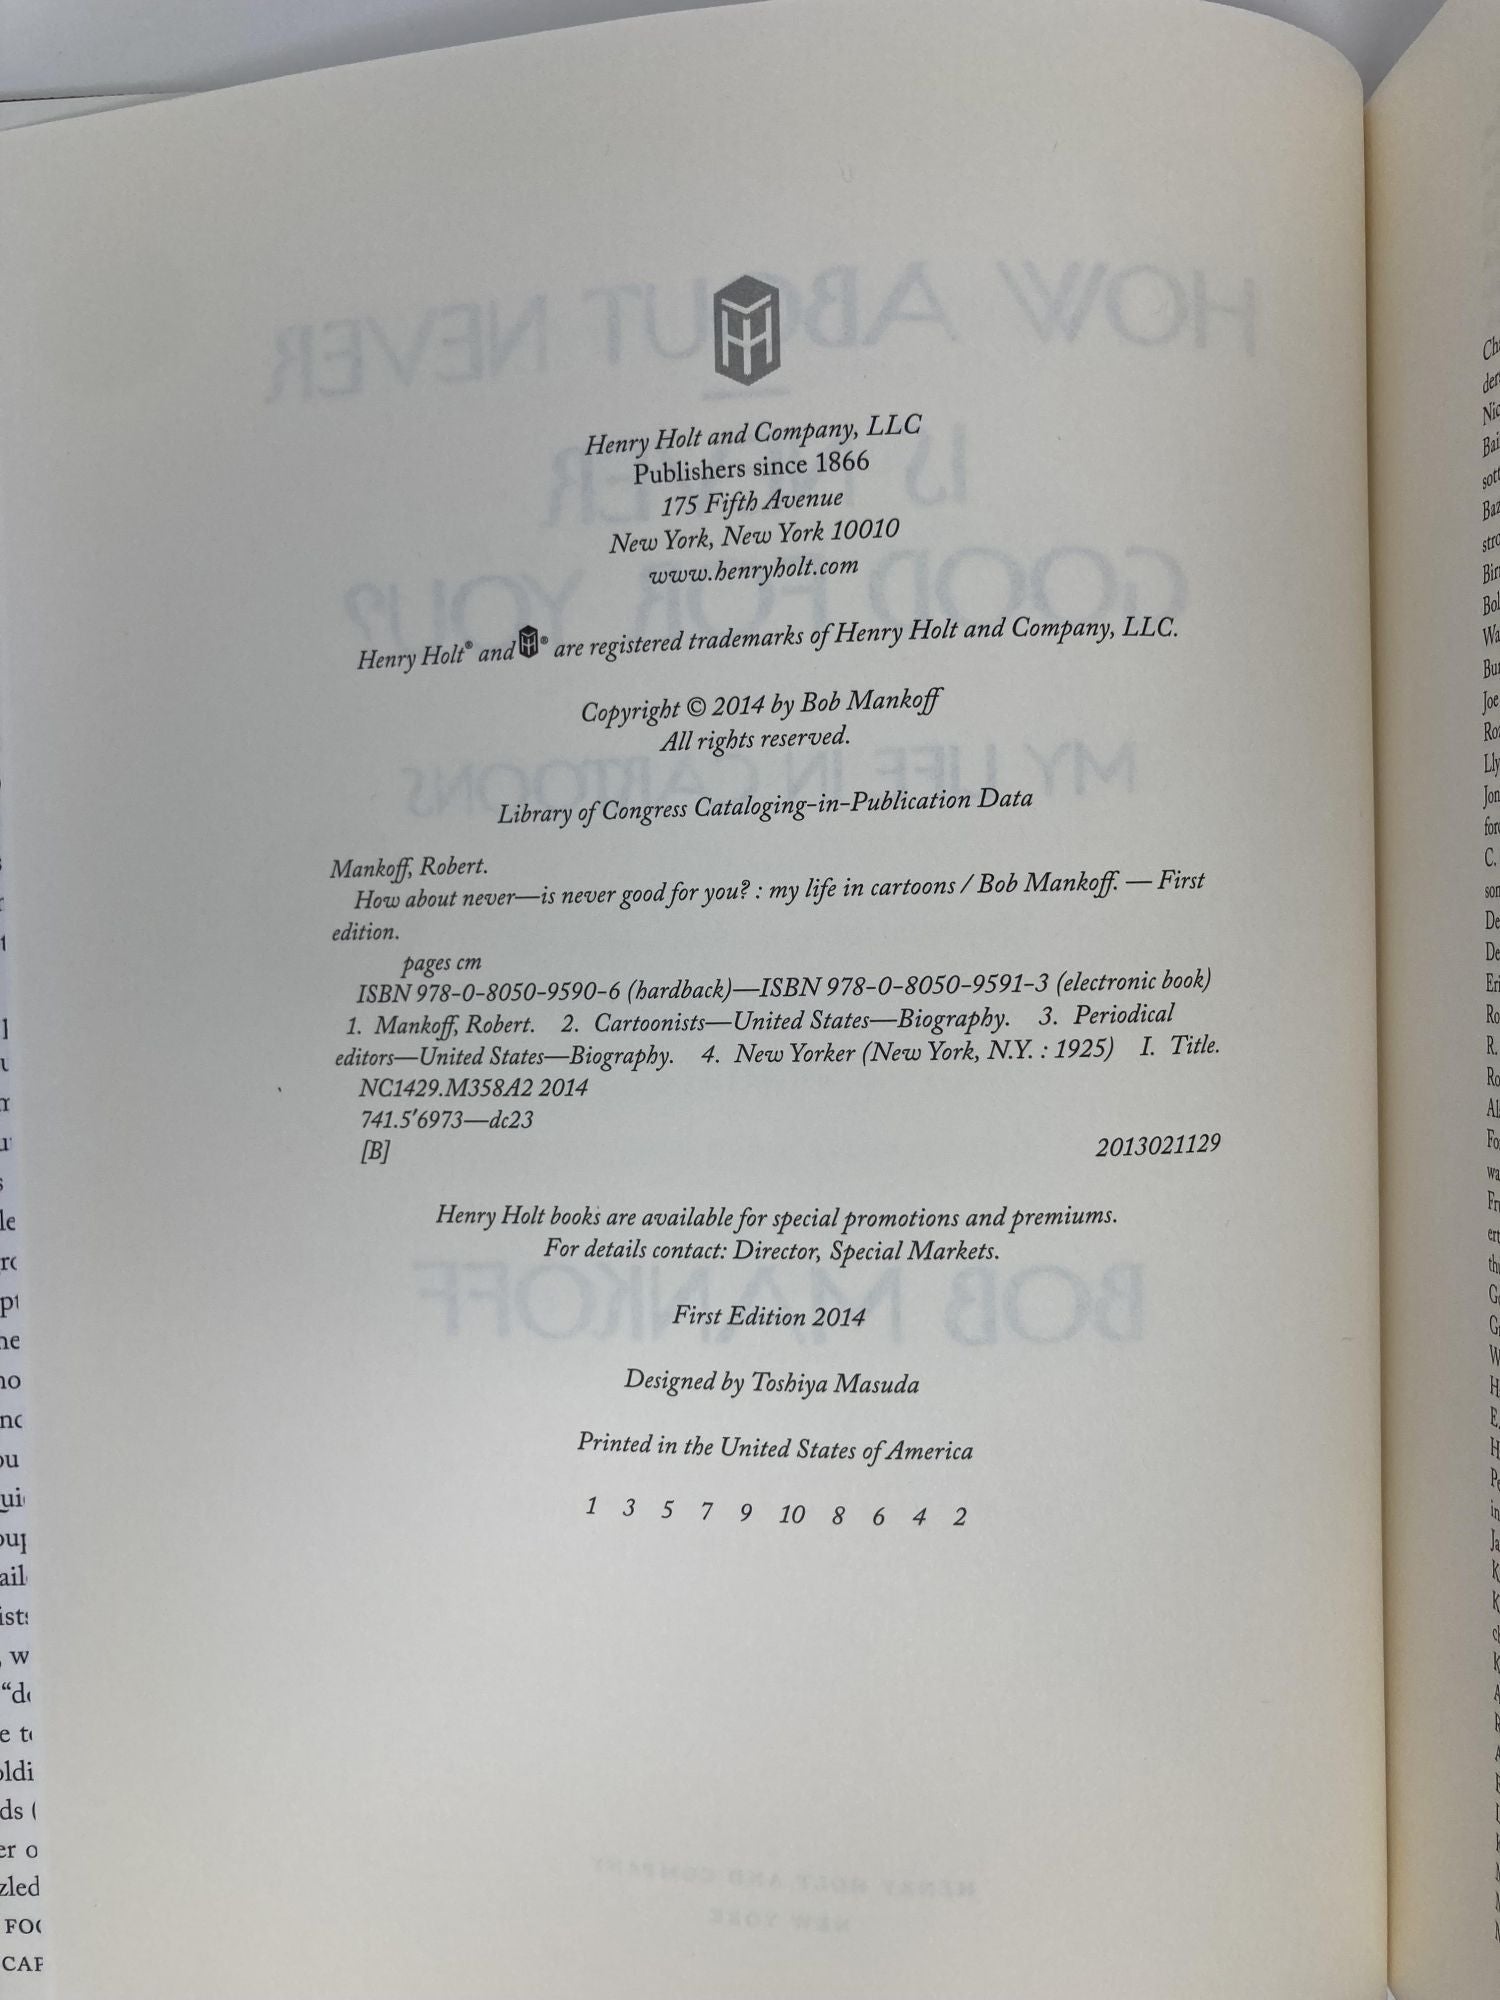 Henry Holt and Company, LLC
Publishers since 1866
175 Fifth Avenue
New York, New York 10010
www.henryholt.com
Henry Holt® and ® are registered trademarks of Henry Holt and Company, LLC.
Copyright © 2014 by Bob Mankoff
All rights reserved.
Library of Congress Cataloging-in-Publication Data
Mankoff, Robert.
How about never—is never good for you? : my life in cartoons / Bob Mankoff. — First
edition.
pages cm
ISBN 978-0-8050-9590-6 (hardback)—ISBN 978-0-8050-9591-3 (electronic book)
1. Mankoff, Robert. 2. Cartoonists—United States—Biography. 3. Periodical
editors—United States—Biography. 4. New Yorker (New York, N.Y. : 1925) I. Title.
NC1429.M358A2 2014
741.5'6973—dc23
[B] 2013021129
Henry Holt books are available for special promotions and premiums.
For details contact: Director, Special Markets.
First Edition 2014
Designed by Toshiya Masuda
Printed in the United States of America
1 3 5 7 9 10 8 6 4 2